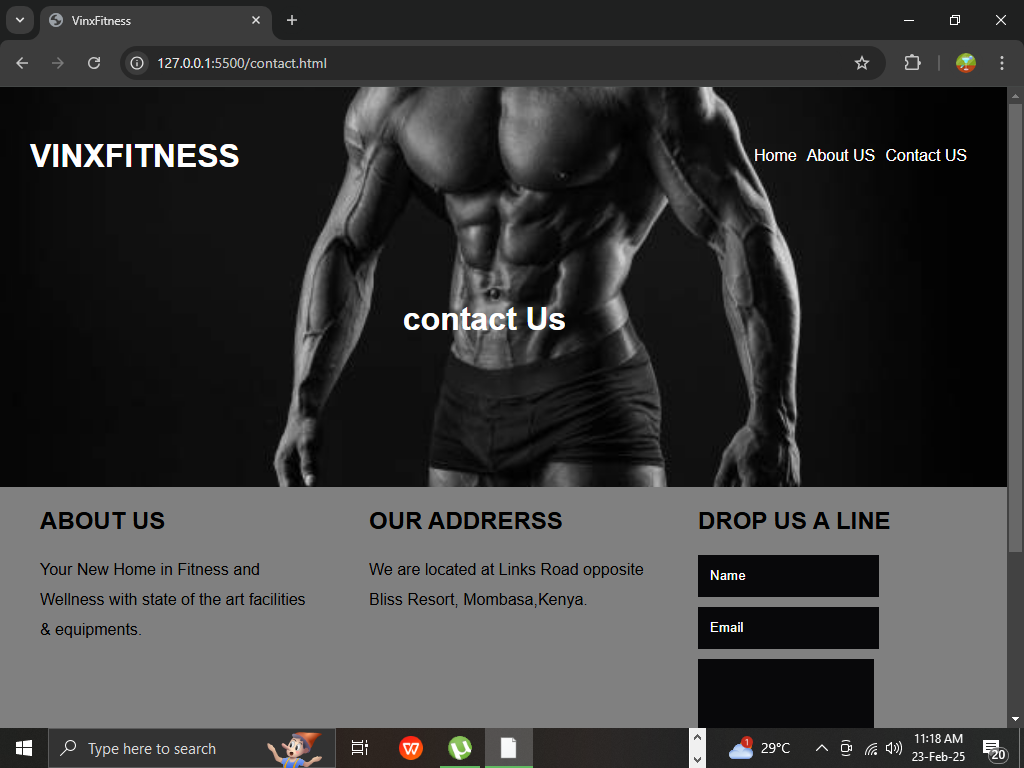 VinxFitness
127.0.0.1:5500/contact.html
VINXFITNESS
Home About US Contact US
contact Us
ABOUT US
Your New Home in Fitness and
Wellness with state of the art facilities
& equipments.
OUR ADDRERSS
We are located at Links Road opposite
Bliss Resort, Mombasa,Kenya.
DROP US A LINE
Name
Email
Type here to search
W
1
29°C
11:18 AM
23-Feb-25
20